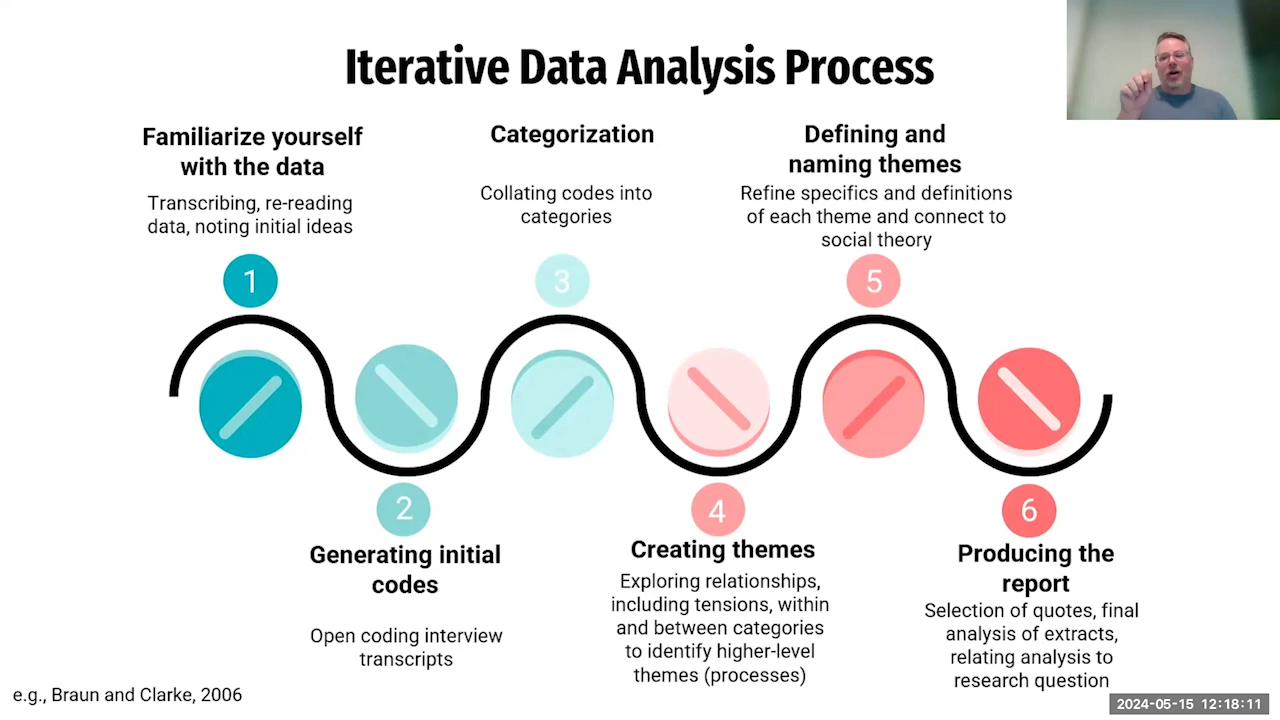 Iterative Data Analysis Process
Familiarize yourself
with the data
Transcribing, re-reading
data, noting initial ideas
1
2
Generating initial
codes
Open coding interview
transcripts
Categorization
Collating codes into
categories
3
4
Creating themes
Exploring relationships,
including tensions, within
and between categories
to identify higher-level
themes (processes)
Defining and
naming themes
Refine specifics and definitions
of each theme and connect to
social theory
5
6
Producing the
report
Selection of quotes, final
analysis of extracts,
relating analysis to
research question
e.g., Braun and Clarke, 2006
2024-05-15 12:18:11